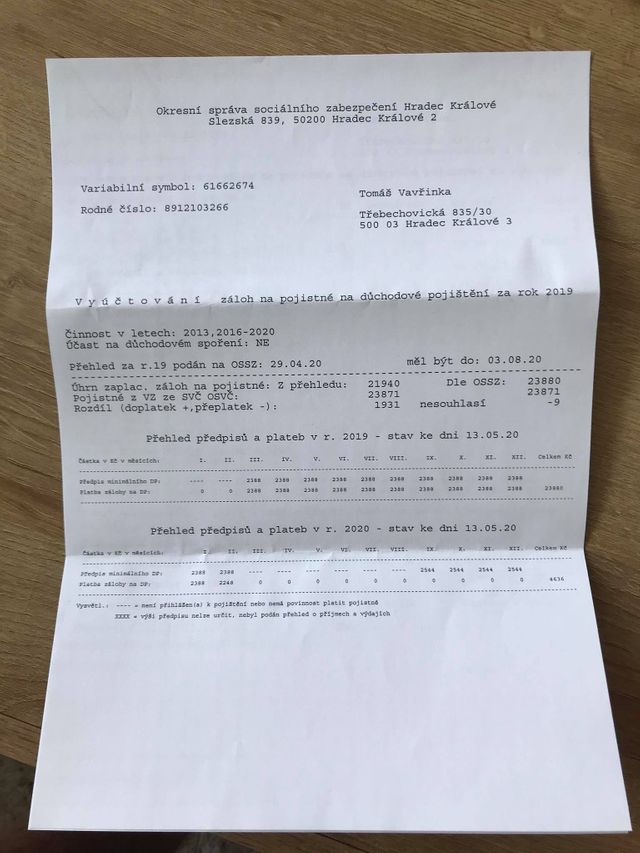 Okresní správa sociálního zabezpečení Hradec Králové
Slezská 839, 50200 Hradec Králové 2
Variabilní symbol: 61662674
Tomáš Vavřinka
Rodné číslo: 8912103266
Třebechovická 835/30
500 03 Hradec Králové 3
V y ú č t o v á n í záloh na pojistné na důchodové pojištění za rok 2019
Činnost v letech: 2013,2016-2020
Účast na důchodovém spoření: NE
Přehled za r.19 podán na OSSZ: 29.04.20 měl být do: 03.08.20
Úhrn zaplac. záloh na pojistné: Z přehledu: 21940 Dle OSSZ: 23880
Pojistné z VZ ze SVČ OSVČ: 23871 23871
Rozdíl (doplatek +,přeplatek -): 1931 nesouhlasí -9
Přehled předpisů a plateb v r. 2019 - stav ke dni 13.05.20
Částka v Kč v měsících: I. II. III. IV. V. VI. VII. VIII. IX. X. XI. XII. Celkem Kč
Předpis minimálního DP: ---- ---- 2388 2388 2388 2388 2388 2388 2388 2388 2388 2388
Platba zálohy na DP: 0 0 2388 2388 2388 2388 2388 2388 2388 2388 2388 2388 23880
Přehled předpisů a plateb v r. 2020 - stav ke dni 13.05.20
Částka v Kč v měsících: I. II. III. IV. V. VI. VII. VIII. IX. X. XI. XII. Celkem Kč
Předpis minimálního DP: 2388 2388 ---- ---- ---- ---- ---- ---- 2544 2544 2544 2544
Platba zálohy na DP: 2388 2248 0 0 0 0 0 0 0 0 0 0 4636
Vysvětl.: ---- = není přihlášen(a) k pojištění nebo nemá povinnost platit pojistné
XXXX = výši předpisu nelze určit, nebyl podán přehled o příjmech a výdajích